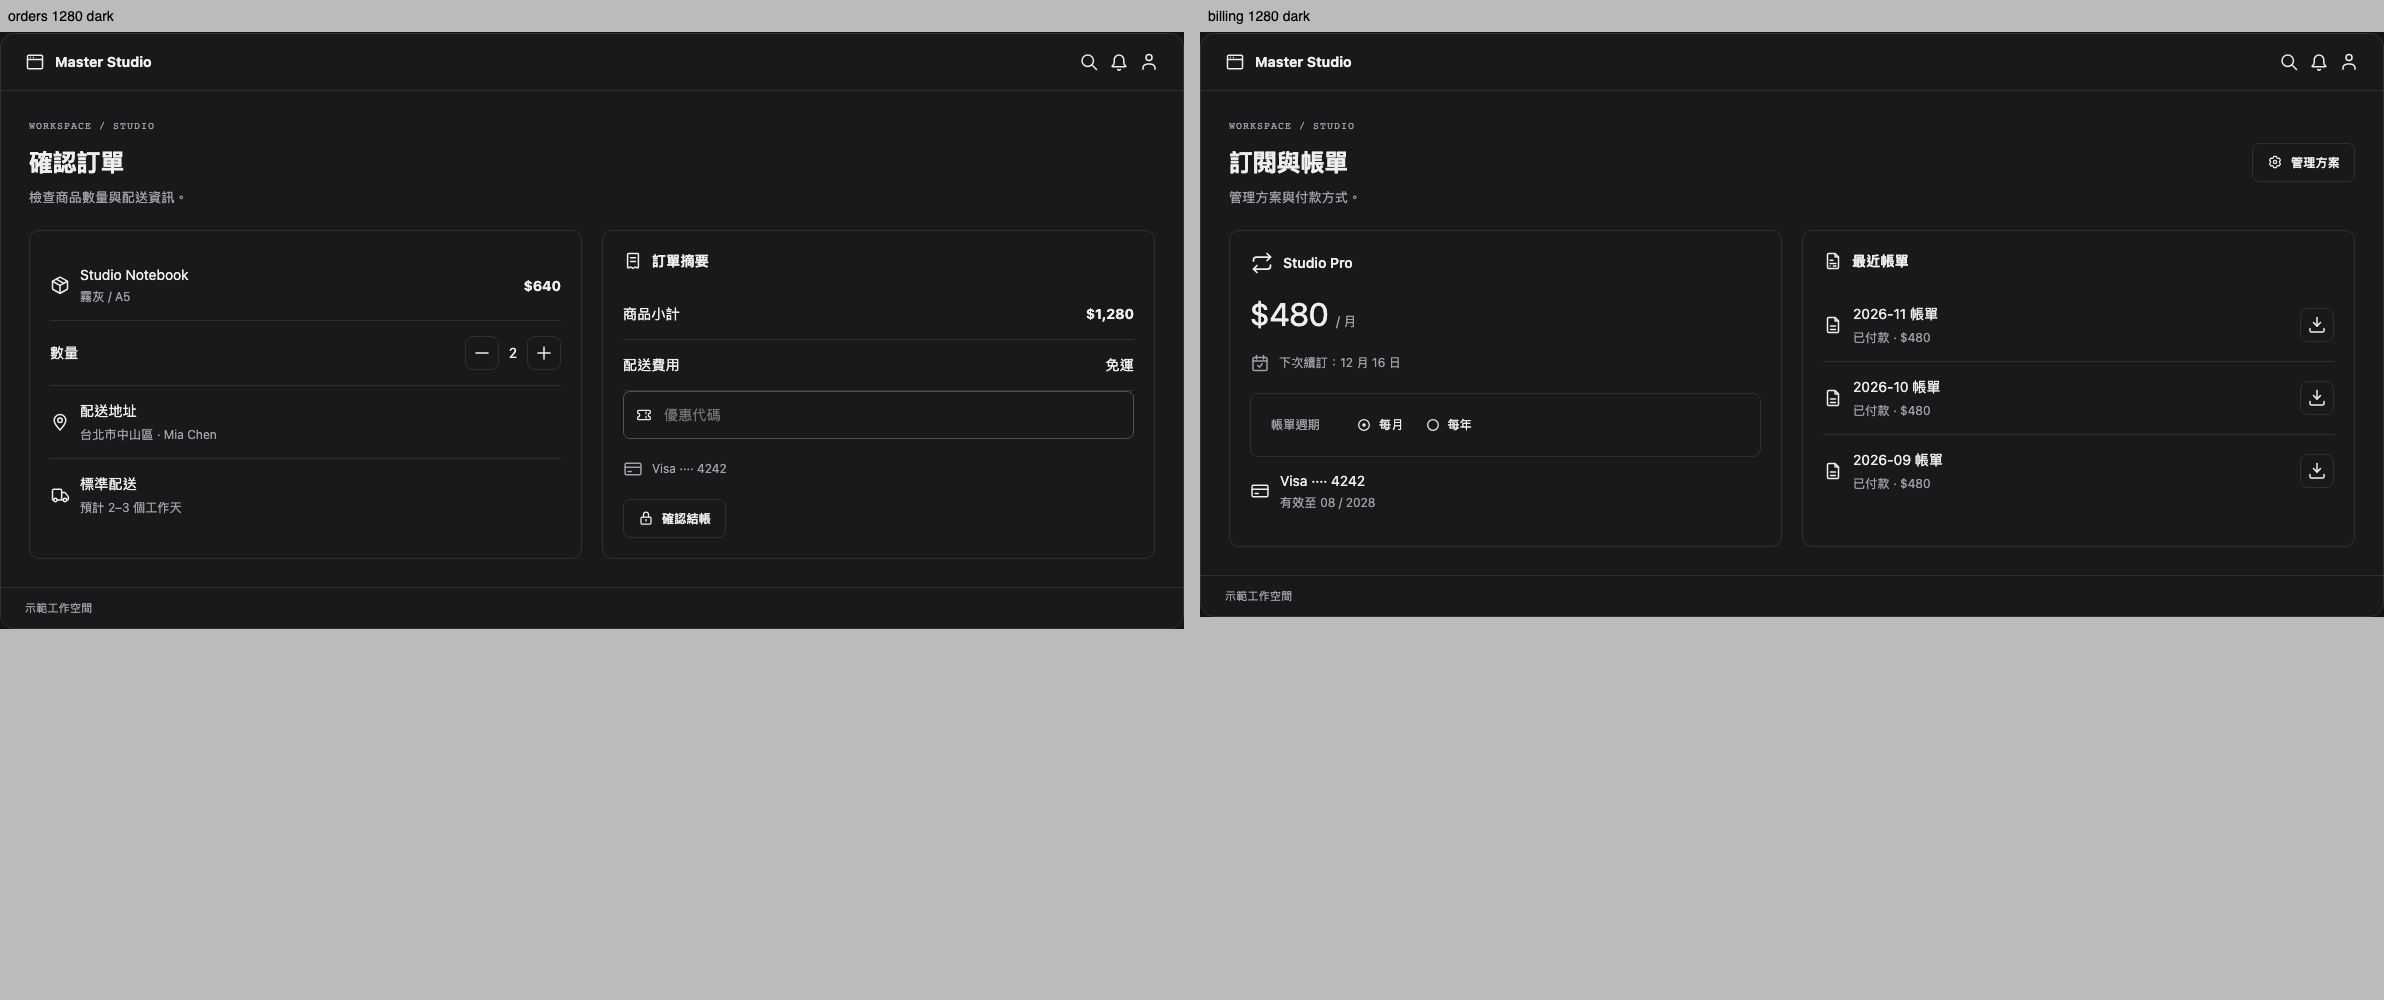 orders 1280 dark
Master Studio
WORKSPACE / STUDIO
確認訂單
檢查商品數量與配送資訊。
Studio Notebook
霧灰 / A5
$640
數量
2
配送地址
台北市中山區 · Mia Chen
標準配送
預計 2–3 個工作天
訂單摘要
商品小計 $1,280
配送費用 免運
優惠代碼
Visa ···· 4242
確認結帳
示範工作空間
billing 1280 dark
Master Studio
WORKSPACE / STUDIO
訂閱與帳單
管理方案與付款方式。
管理方案
Studio Pro
$480 / 月
下次續訂：12 月 16 日
帳單週期 每月 每年
Visa ···· 4242
有效至 08 / 2028
最近帳單
2026-11 帳單
已付款 · $480
2026-10 帳單
已付款 · $480
2026-09 帳單
已付款 · $480
示範工作空間